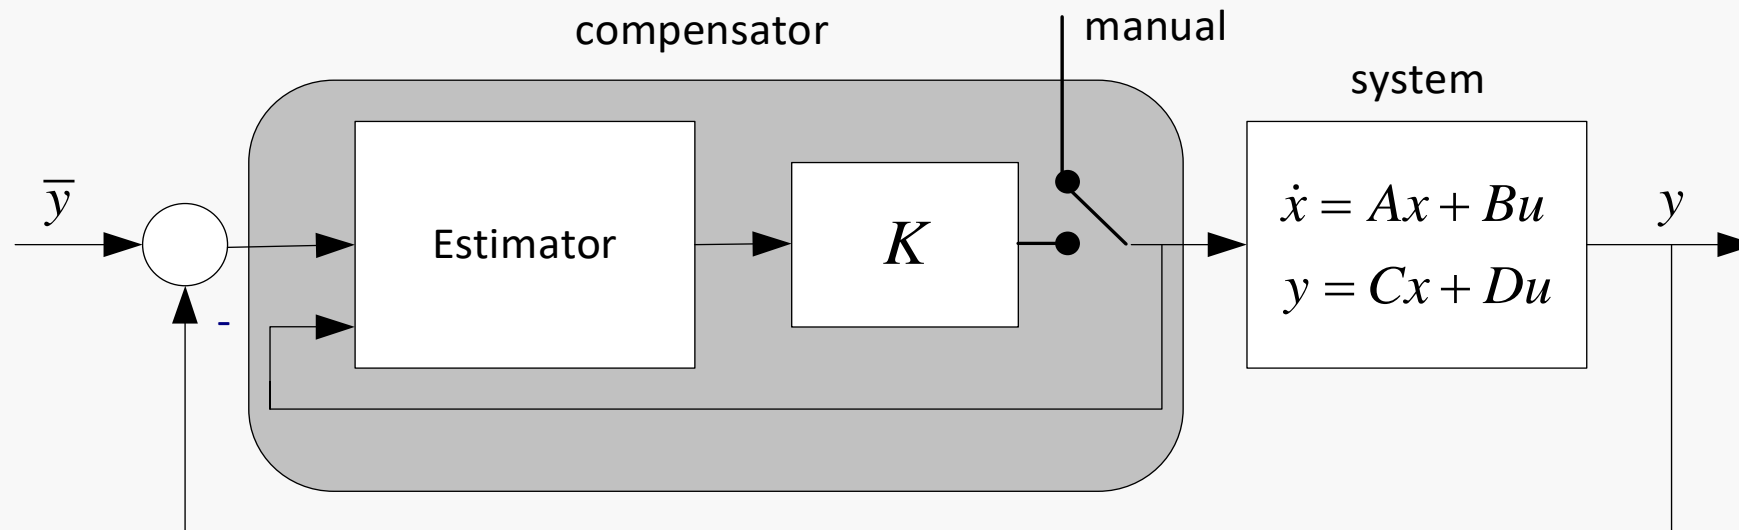 compensator
manual
system
y̅
Estimator
K
ẋ = Ax + Bu
y = Cx + Du
y
-